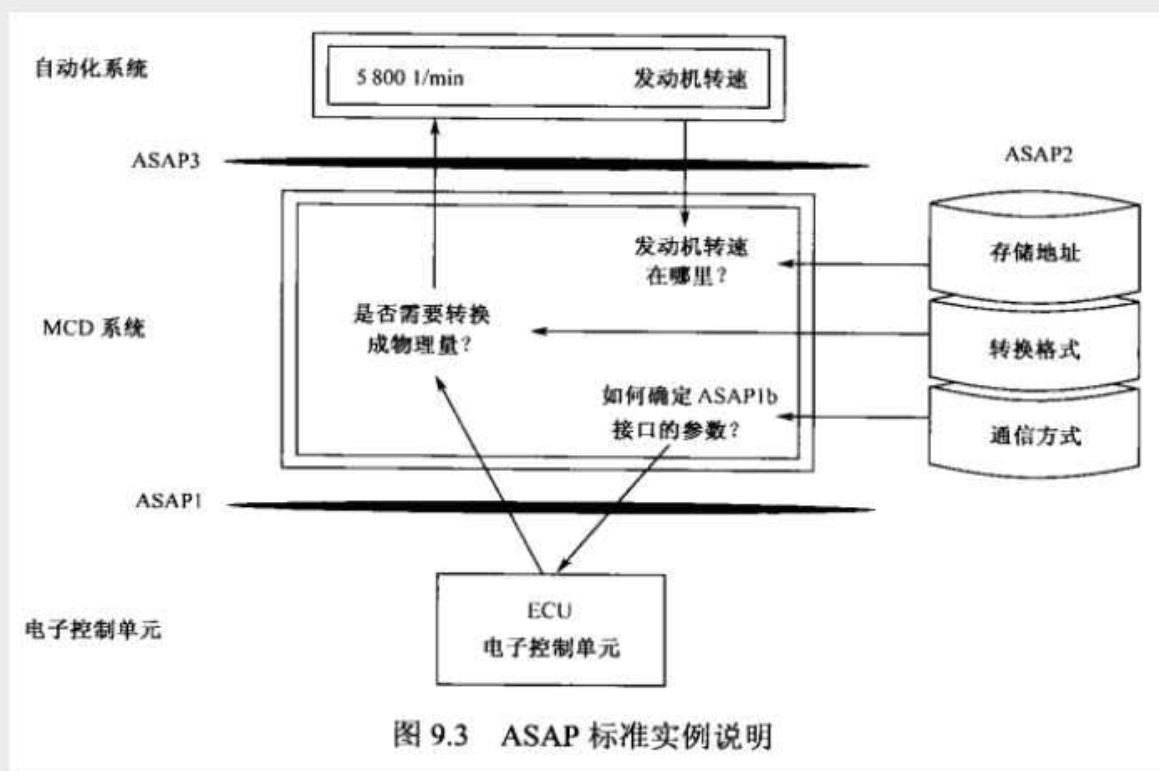 自动化系统
5 800 1/min 发动机转速
ASAP3
ASAP2
发动机转速
在哪里?
存储地址
MCD 系统
是否需要转换
成物理量?
转换格式
如何确定 ASAP1b
接口的参数?
通信方式
ASAP1
电子控制单元
ECU
电子控制单元
图 9.3 ASAP 标准实例说明